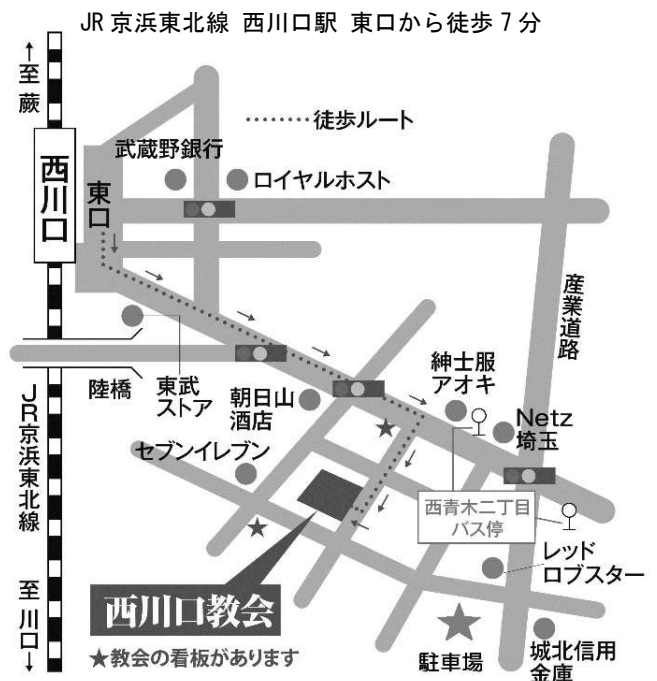 JR京浜東北線 西川口駅 東口から徒歩7分
↑至 蕨
徒歩ルート
武蔵野銀行
ロイヤルホスト
西川口
東口
産業道路
陸橋
東武
ストア
朝日山
酒店
紳士服
アオキ
Netz
埼玉
セブンイレブン
JR京浜東北線
西青木二丁目
バス停
レッド
ロブスター
西川口教会
★教会の看板があります
駐車場
城北信用
金庫
至 川口↓